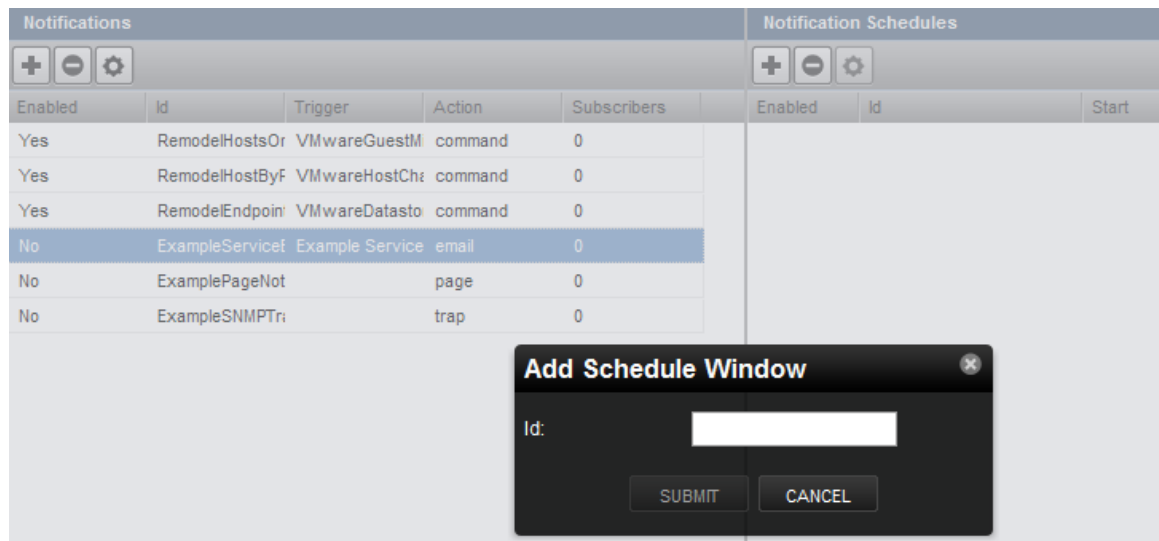 Notifications Notification Schedules
Enabled Id Trigger Action Subscribers Enabled Id Start
Yes RemodelHostsOr VMwareGuestMi command 0
Yes RemodelHostByF VMwareHostCha command 0
Yes RemodelEndpoint VMwareDatasto command 0
No ExampleServiceE Example Service email 0
No ExamplePageNot page 0
No ExampleSNMPTra trap 0
Add Schedule Window
Id:
SUBMIT CANCEL